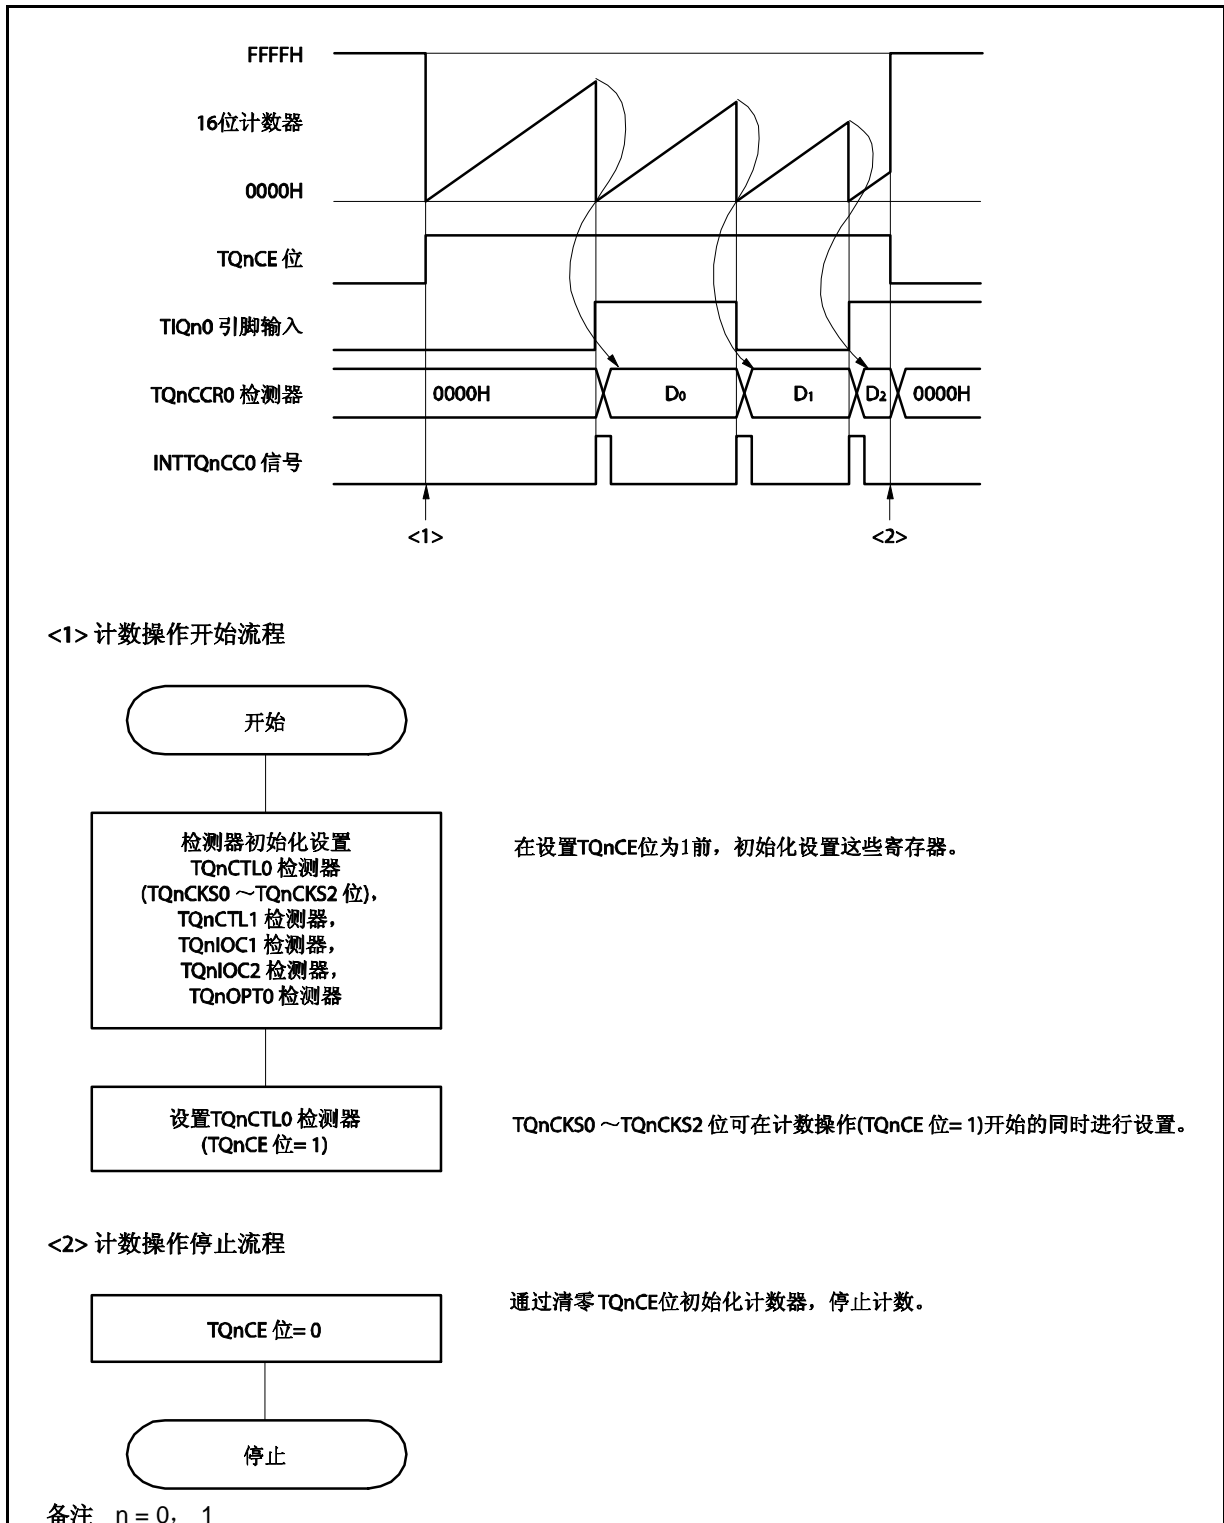 FFFFH
16位计数器
0000H
TQnCE 位
TIQn0 引脚输入
TQnCCR0 检测器
0000H
D0
D1
D2
0000H
INTTQnCC0 信号
<1>
<2>
<1> 计数操作开始流程
开始
检测器初始化设置
TQnCTL0 检测器
(TQnCKS0 ～TQnCKS2 位),
TQnCTL1 检测器，
TQnIOC1 检测器，
TQnIOC2 检测器，
TQnOPT0 检测器
在设置TQnCE位为1前，初始化设置这些寄存器。
设置TQnCTL0 检测器
(TQnCE 位= 1)
TQnCKS0 ～TQnCKS2 位可在计数操作(TQnCE 位= 1)开始的同时进行设置。
<2> 计数操作停止流程
TQnCE 位= 0
通过清零 TQnCE位初始化计数器，停止计数。
停止
备注 n = 0， 1